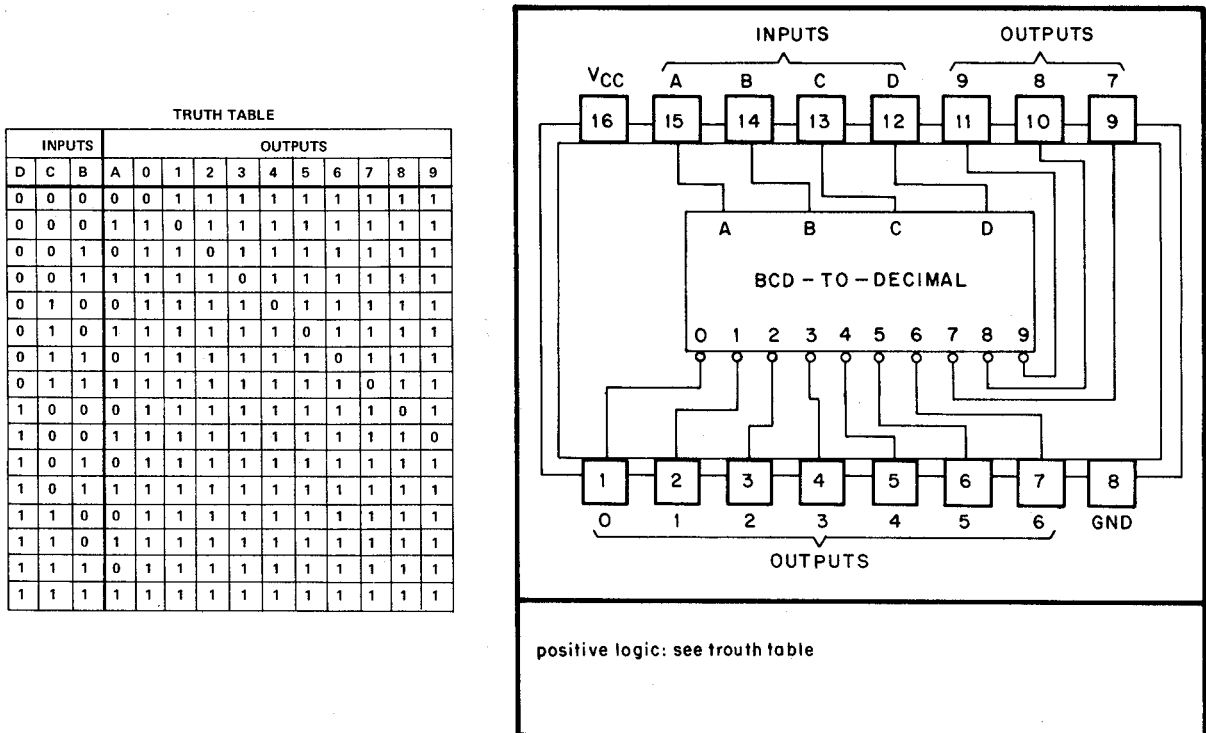 TRUTH TABLE
INPUTS OUTPUTS
D C B A 0 1 2 3 4 5 6 7 8 9
0 0 0 0 0 1 1 1 1 1 1 1 1 1
0 0 0 1 1 0 1 1 1 1 1 1 1 1
0 0 1 0 1 1 0 1 1 1 1 1 1 1
0 0 1 1 1 1 1 0 1 1 1 1 1 1
0 1 0 0 1 1 1 1 0 1 1 1 1 1
0 1 0 1 1 1 1 1 1 0 1 1 1 1
0 1 1 0 1 1 1 1 1 1 0 1 1 1
0 1 1 1 1 1 1 1 1 1 1 0 1 1
1 0 0 0 1 1 1 1 1 1 1 1 0 1
1 0 0 1 1 1 1 1 1 1 1 1 1 0
1 0 1 0 1 1 1 1 1 1 1 1 1 1
1 0 1 1 1 1 1 1 1 1 1 1 1 1
1 1 0 0 1 1 1 1 1 1 1 1 1 1
1 1 0 1 1 1 1 1 1 1 1 1 1 1
1 1 1 0 1 1 1 1 1 1 1 1 1 1
1 1 1 1 1 1 1 1 1 1 1 1 1 1
INPUTS OUTPUTS
VCC A B C D 9 8 7
16 15 14 13 12 11 10 9
A B C D
BCD-TO-DECIMAL
0 1 2 3 4 5 6 7 8 9
1 2 3 4 5 6 7 8
0 1 2 3 4 5 6 GND
OUTPUTS
positive logic: see trouth table